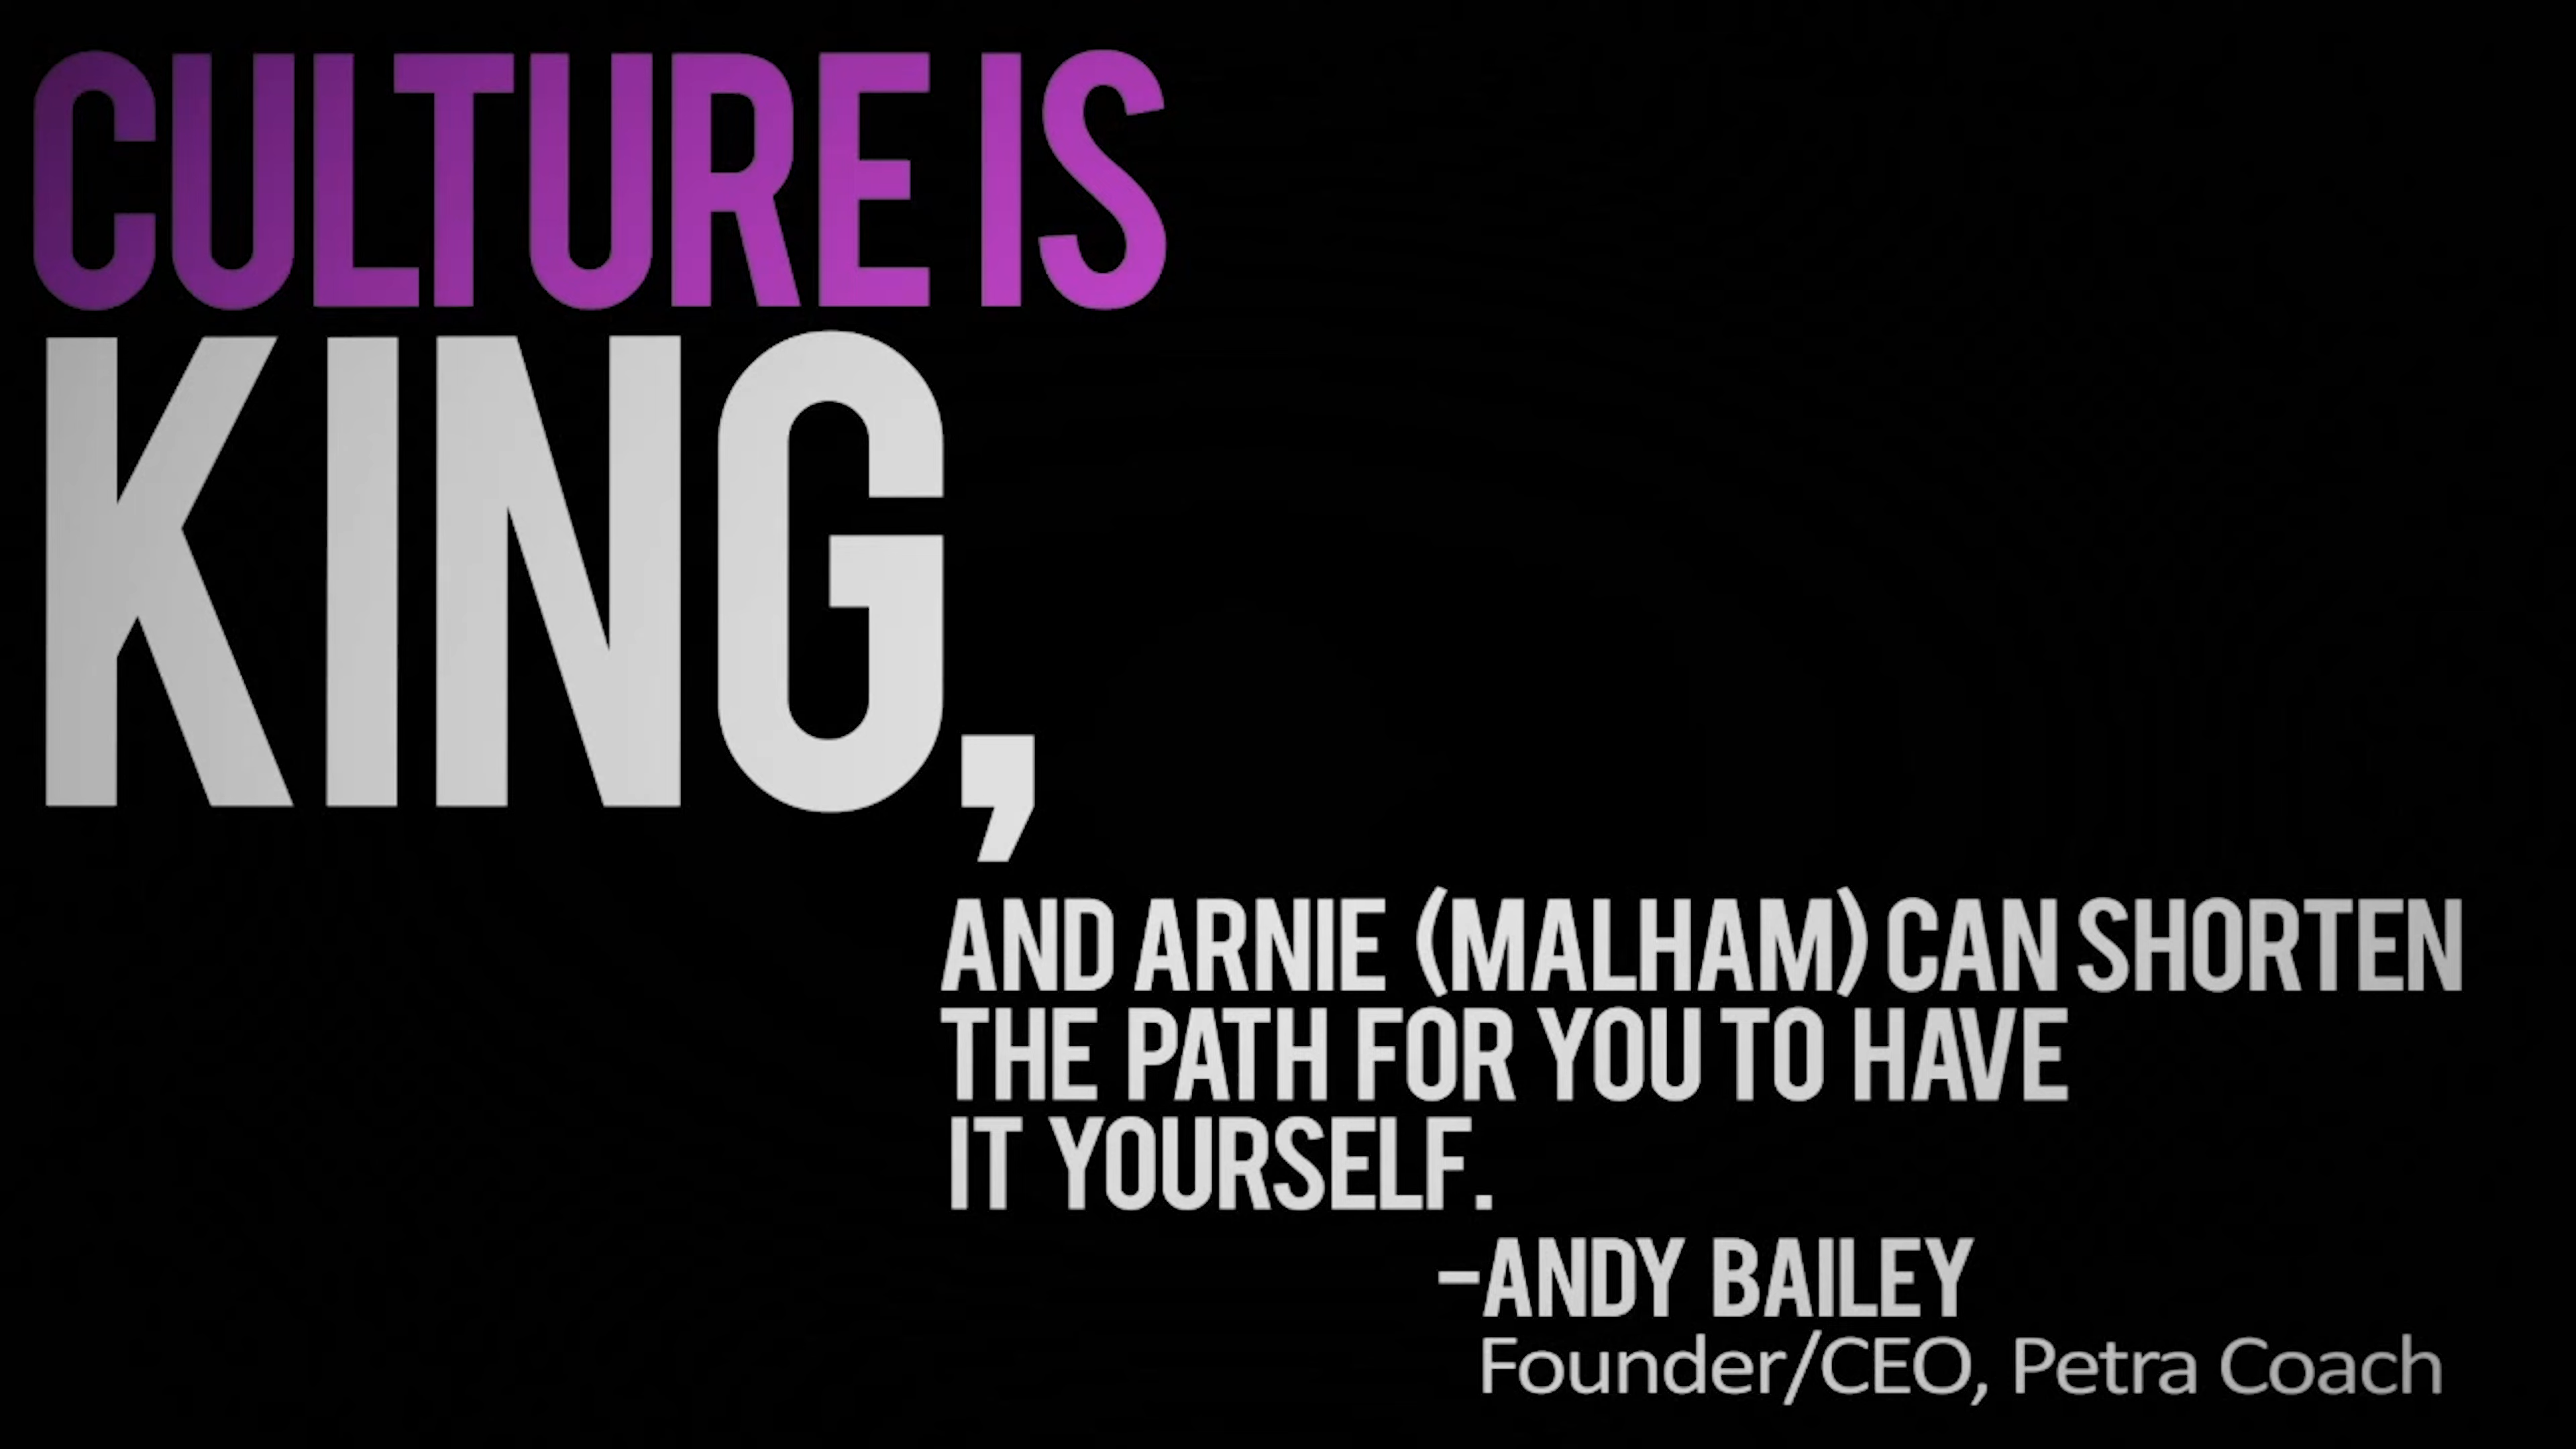 CULTURE IS
KING,
AND ARNIE (MALHAM) CAN SHORTEN
THE PATH FOR YOU TO HAVE
IT YOURSELF.
-ANDY BAILEY
Founder/CEO, Petra Coach